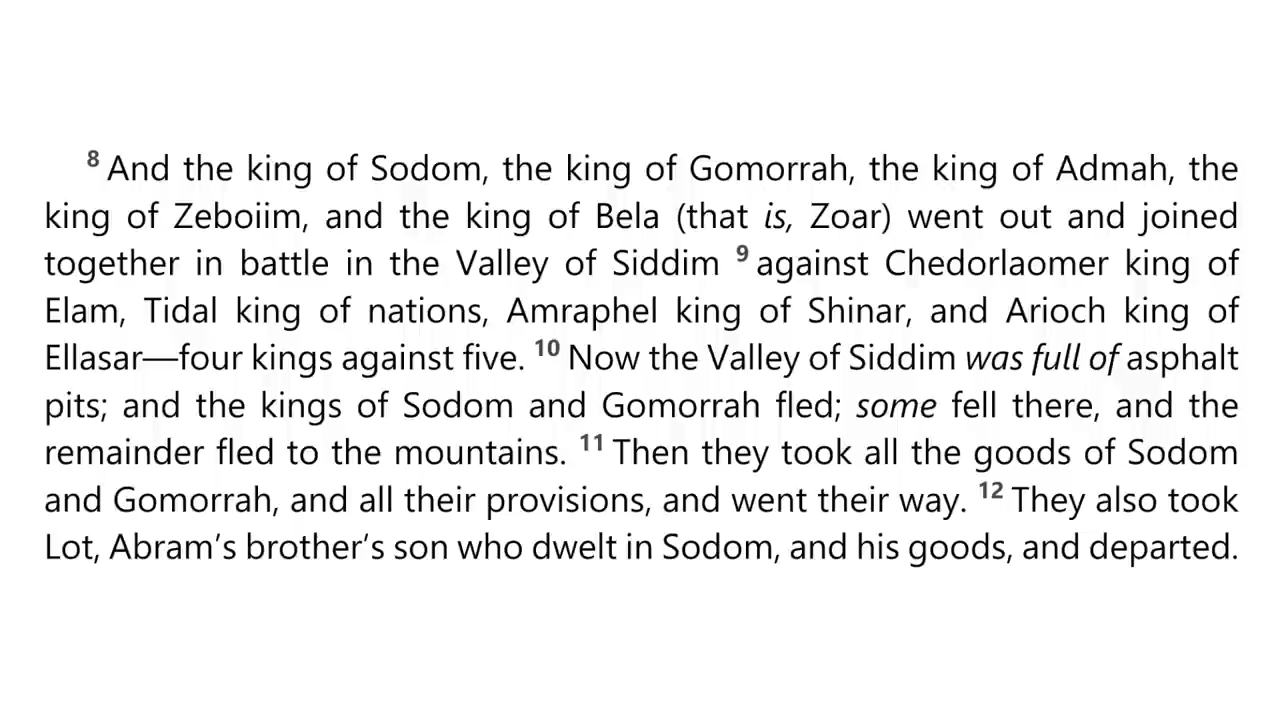 8 And the king of Sodom, the king of Gomorrah, the king of Admah, the
king of Zeboiim, and the king of Bela (that is, Zoar) went out and joined
together in battle in the Valley of Siddim 9 against Chedorlaomer king of
Elam, Tidal king of nations, Amraphel king of Shinar, and Arioch king of
Ellasar—four kings against five. 10 Now the Valley of Siddim was full of asphalt
pits; and the kings of Sodom and Gomorrah fled; some fell there, and the
remainder fled to the mountains. 11 Then they took all the goods of Sodom
and Gomorrah, and all their provisions, and went their way. 12 They also took
Lot, Abram’s brother’s son who dwelt in Sodom, and his goods, and departed.